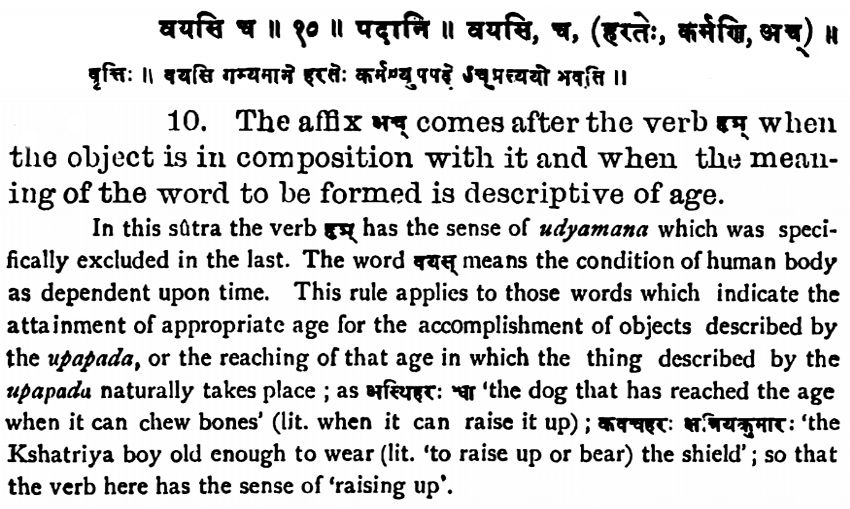 वयसि च ॥ १० ॥ पदानि ॥ वयसि, च, (हरतेः, कर्मणि, अच्) ॥
वृत्तिः ॥ वयसि गम्यमाने हरतेः कर्मण्युपपदे ऽच्प्रत्ययो भवति ॥
10. The affix अच् comes after the verb हृञ् when
the object is in composition with it and when the mean-
ing of the word to be formed is descriptive of age.
In this sûtra the verb हृञ् has the sense of udyamana which was speci-
fically excluded in the last. The word वयस् means the condition of human body
as dependent upon time. This rule applies to those words which indicate the
attainment of appropriate age for the accomplishment of objects described by
the upapada, or the reaching of that age in which the thing described by the
upapada naturally takes place ; as अस्थिहरः श्वा 'the dog that has reached the age
when it can chew bones' (lit. when it can raise it up) ; कवचहरः क्षत्रियकुमारः 'the
Kshatriya boy old enough to wear (lit. 'to raise up or bear) the shield' ; so that
the verb here has the sense of 'raising up'.